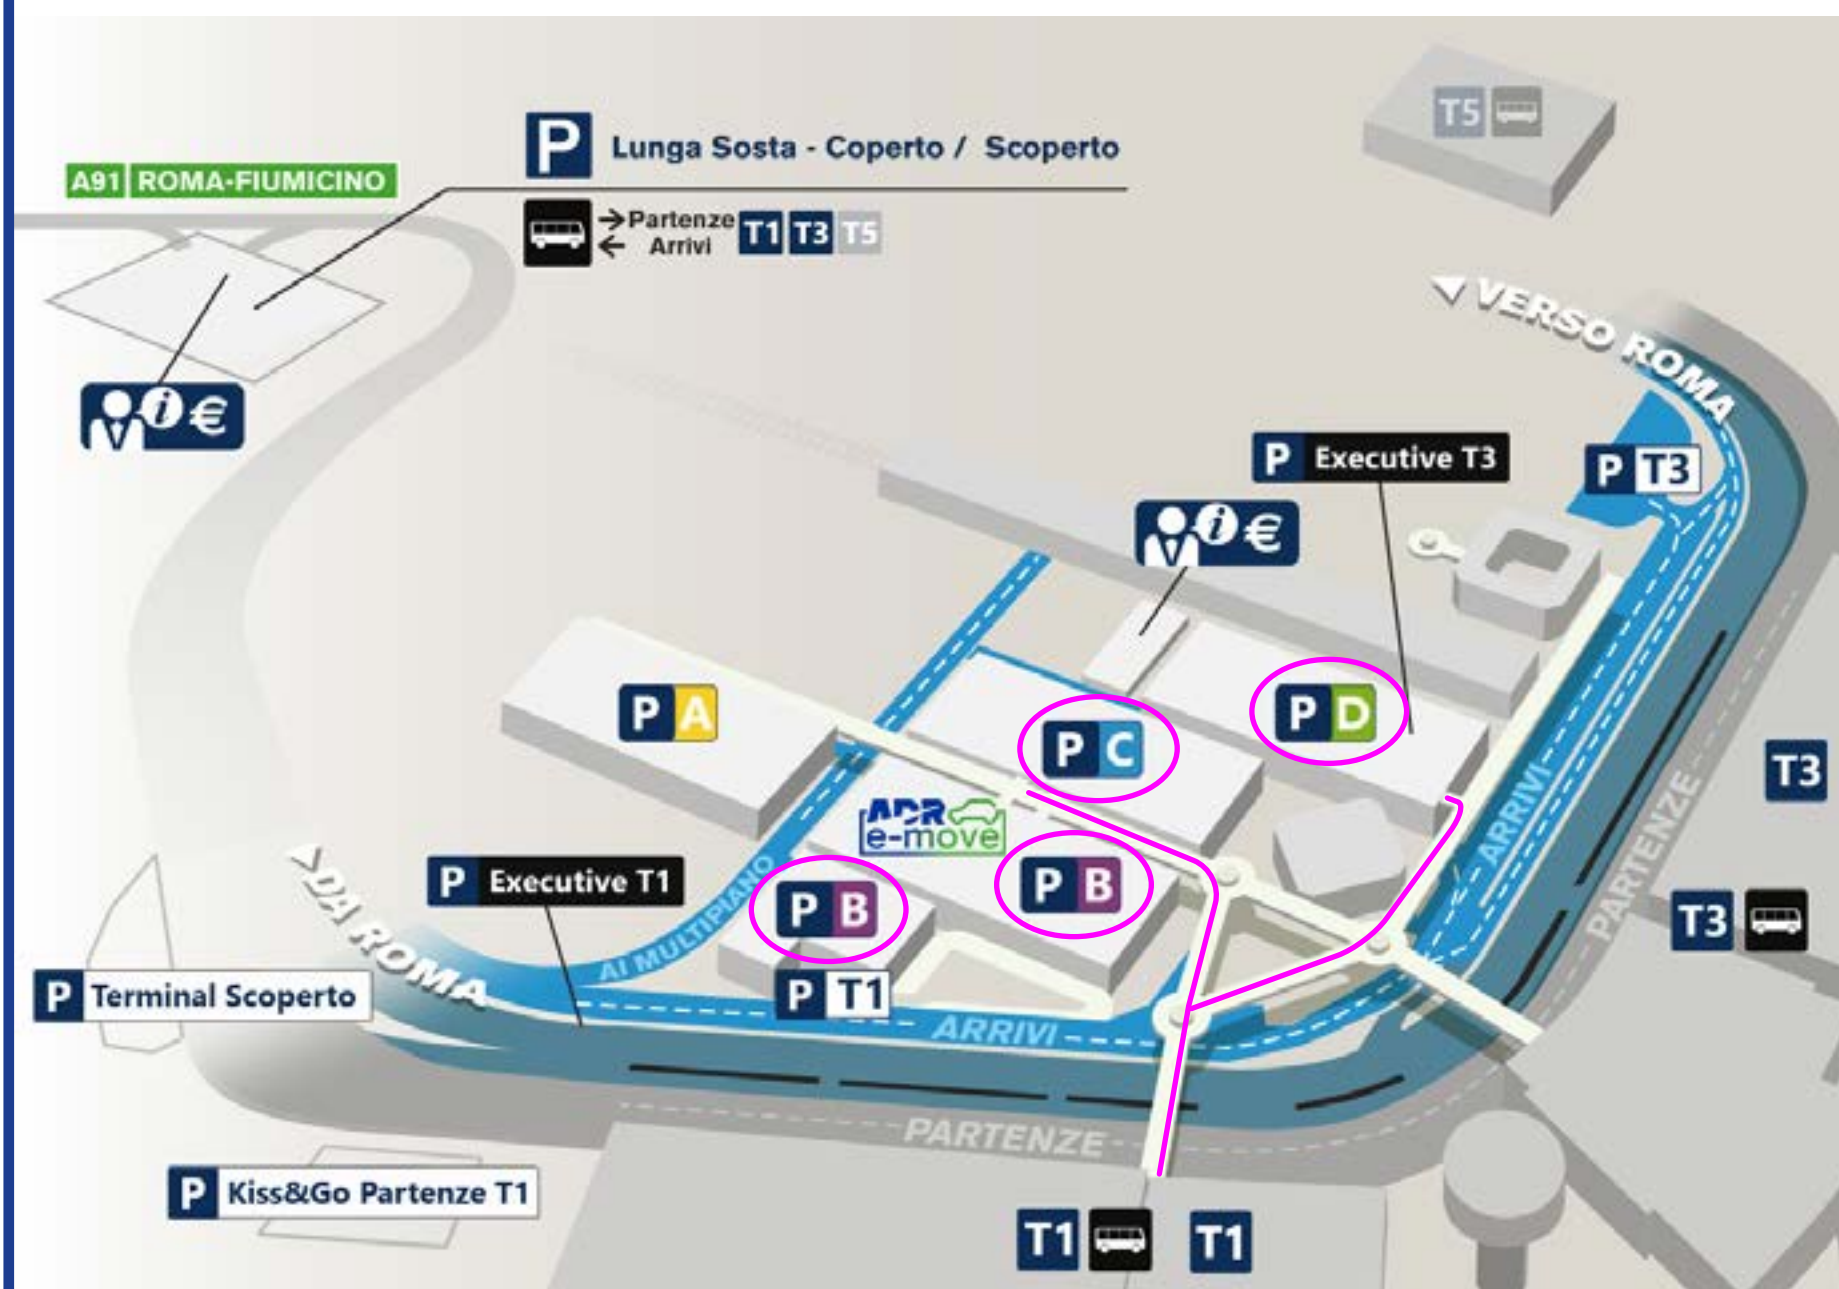 P Lunga Sosta - Coperto / Scoperto
A91 ROMA-FIUMICINO
Partenze T1 T3 T5
Arrivi
T5
i €
VERSO ROMA
P Executive T3
P T3
i €
P A
P C
P D
ADR
e-move
P B
P B
P Executive T1
DA ROMA
AI MULTIPIANO
ARRIVI
PARTENZE
T3
T3
P Terminal Scoperto
P T1
ARRIVI
PARTENZE
P Kiss&Go Partenze T1
T1
T1